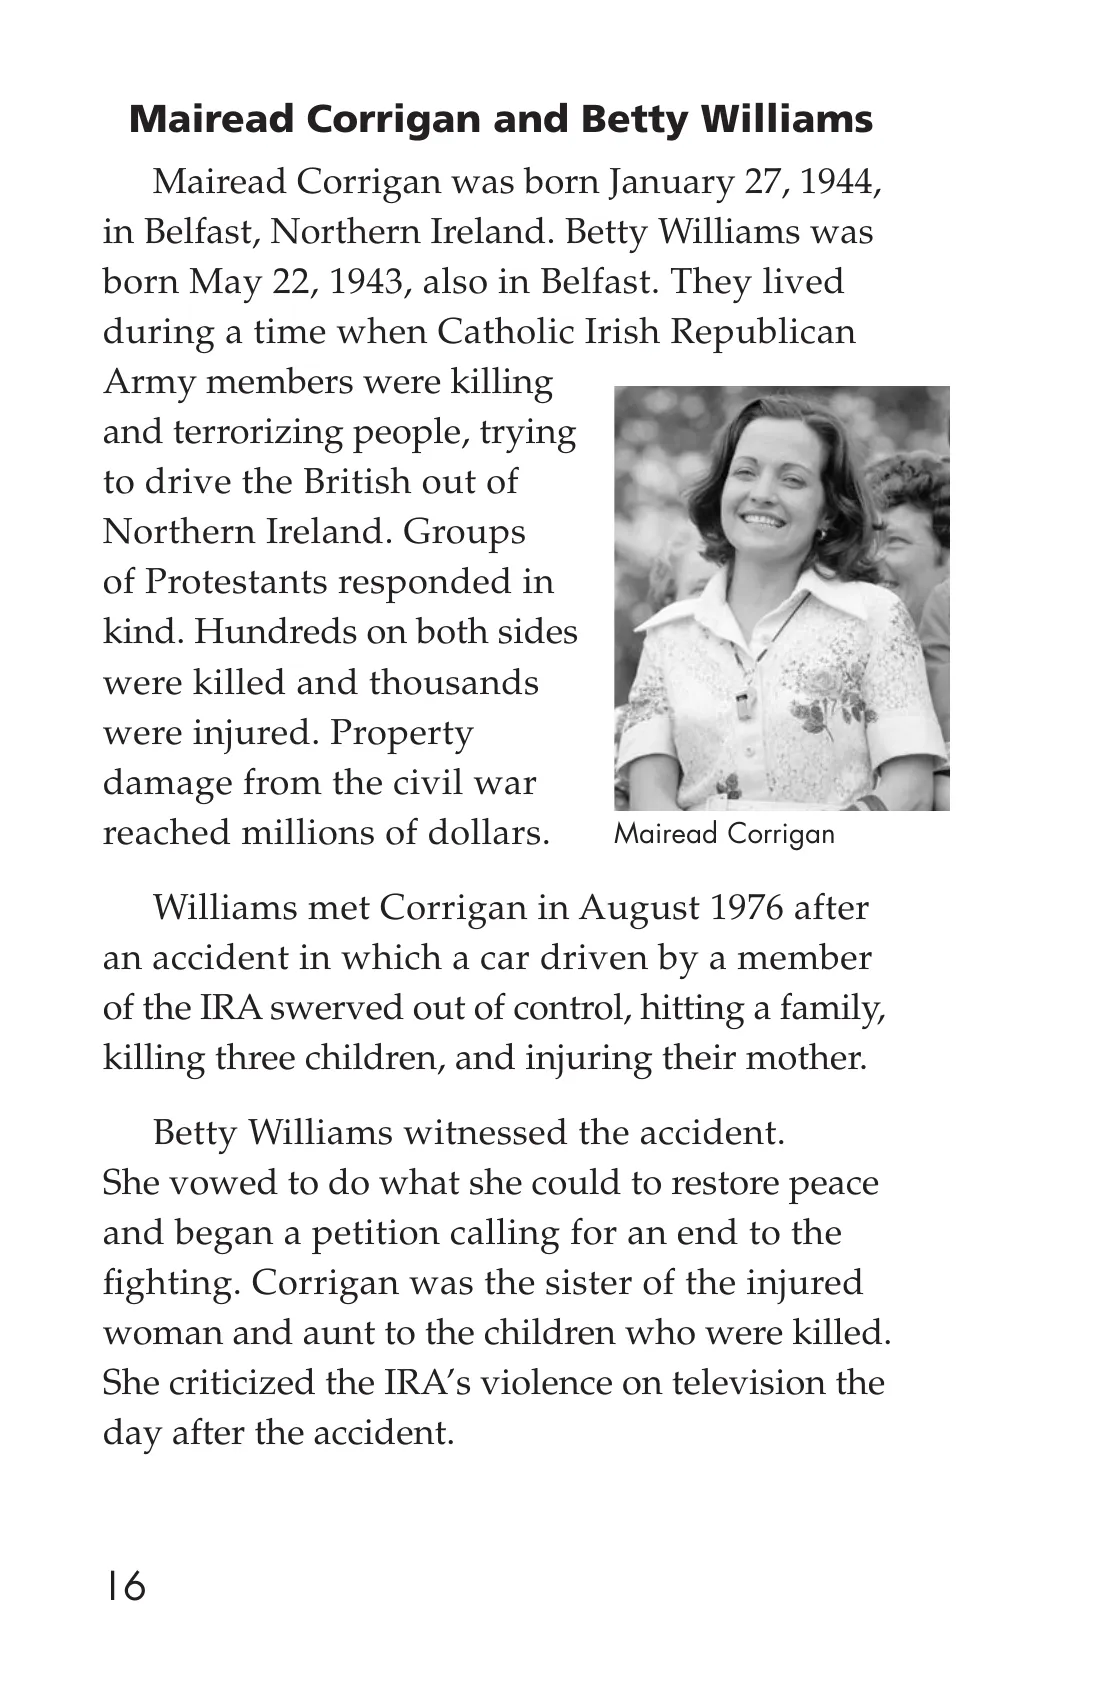 Mairead Corrigan and Betty Williams
Mairead Corrigan was born January 27, 1944,
in Belfast, Northern Ireland. Betty Williams was
born May 22, 1943, also in Belfast. They lived
during a time when Catholic Irish Republican
Army members were killing
and terrorizing people, trying
to drive the British out of
Northern Ireland. Groups
of Protestants responded in
kind. Hundreds on both sides
were killed and thousands
were injured. Property
damage from the civil war
reached millions of dollars.
Mairead Corrigan
Williams met Corrigan in August 1976 after
an accident in which a car driven by a member
of the IRA swerved out of control, hitting a family,
killing three children, and injuring their mother.
Betty Williams witnessed the accident.
She vowed to do what she could to restore peace
and began a petition calling for an end to the
fighting. Corrigan was the sister of the injured
woman and aunt to the children who were killed.
She criticized the IRA’s violence on television the
day after the accident.
16